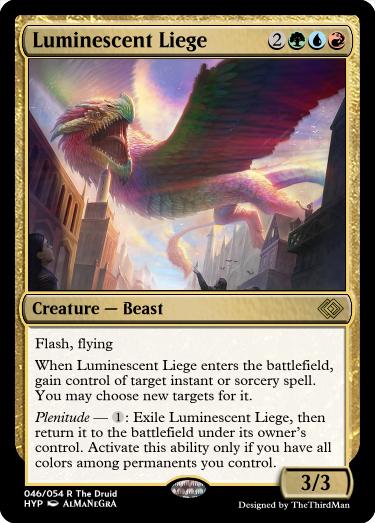 Luminescent Liege 2
Creature — Beast
Flash, flying
When Luminescent Liege enters the battlefield,
gain control of target instant or sorcery spell.
You may choose new targets for it.
Plenitude — 1: Exile Luminescent Liege, then
return it to the battlefield under its owner's
control. Activate this ability only if you have all
colors among permanents you control.
3/3
046/054 R The Druid
HYP ALMANEGRA
Designed by TheThirdMan